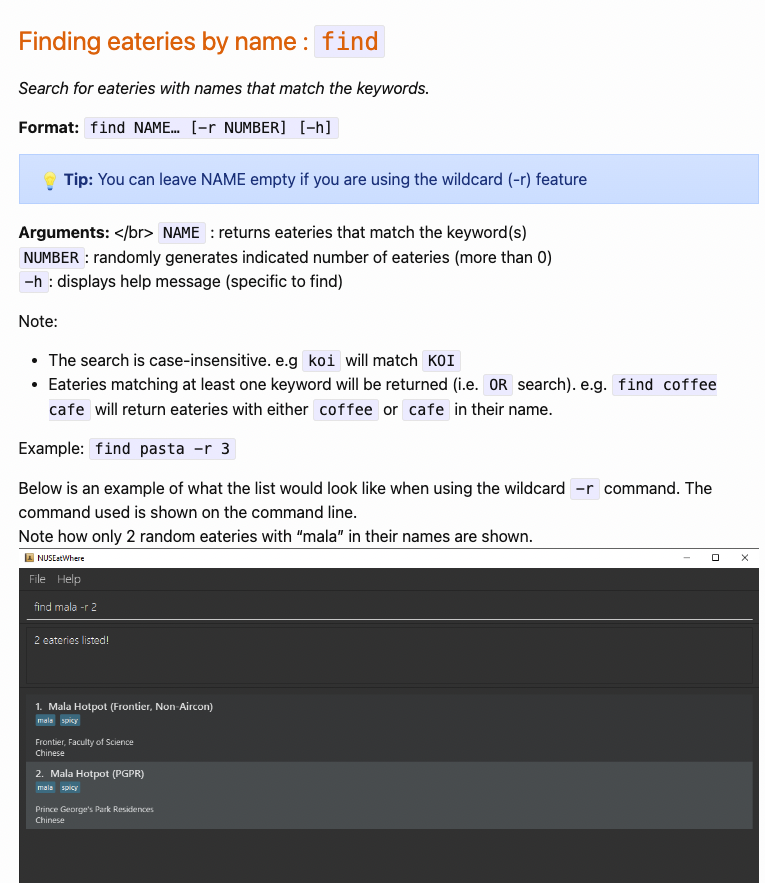 Finding eateries by name : find
Search for eateries with names that match the keywords.
Format: find NAME… [-r NUMBER] [-h]
💡 Tip: You can leave NAME empty if you are using the wildcard (-r) feature
Arguments: </br> NAME : returns eateries that match the keyword(s)
NUMBER : randomly generates indicated number of eateries (more than 0)
-h : displays help message (specific to find)
Note:
• The search is case-insensitive. e.g koi will match KOI
• Eateries matching at least one keyword will be returned (i.e. OR search). e.g. find coffee
cafe will return eateries with either coffee or cafe in their name.
Example: find pasta -r 3
Below is an example of what the list would look like when using the wildcard -r command. The
command used is shown on the command line.
Note how only 2 random eateries with “mala” in their names are shown.
NUSEatWhere
File Help
find mala -r 2
2 eateries listed!
1. Mala Hotpot (Frontier, Non-Aircon)
mala spicy
Frontier, Faculty of Science
Chinese
2. Mala Hotpot (PGPR)
mala spicy
Prince George's Park Residences
Chinese